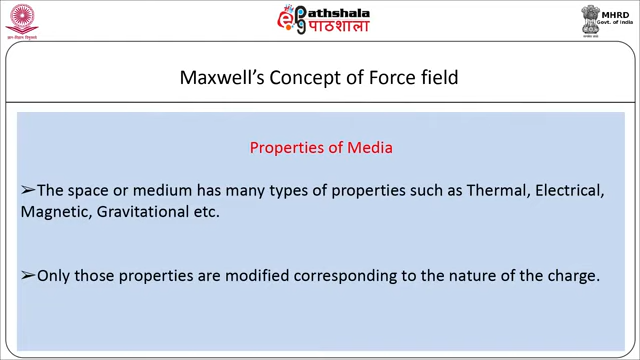 ePathshala
पाठशाला
MHRD
Govt. of India
Maxwell's Concept of Force field
Properties of Media
➢The space or medium has many types of properties such as Thermal, Electrical,
Magnetic, Gravitational etc.
➢Only those properties are modified corresponding to the nature of the charge.